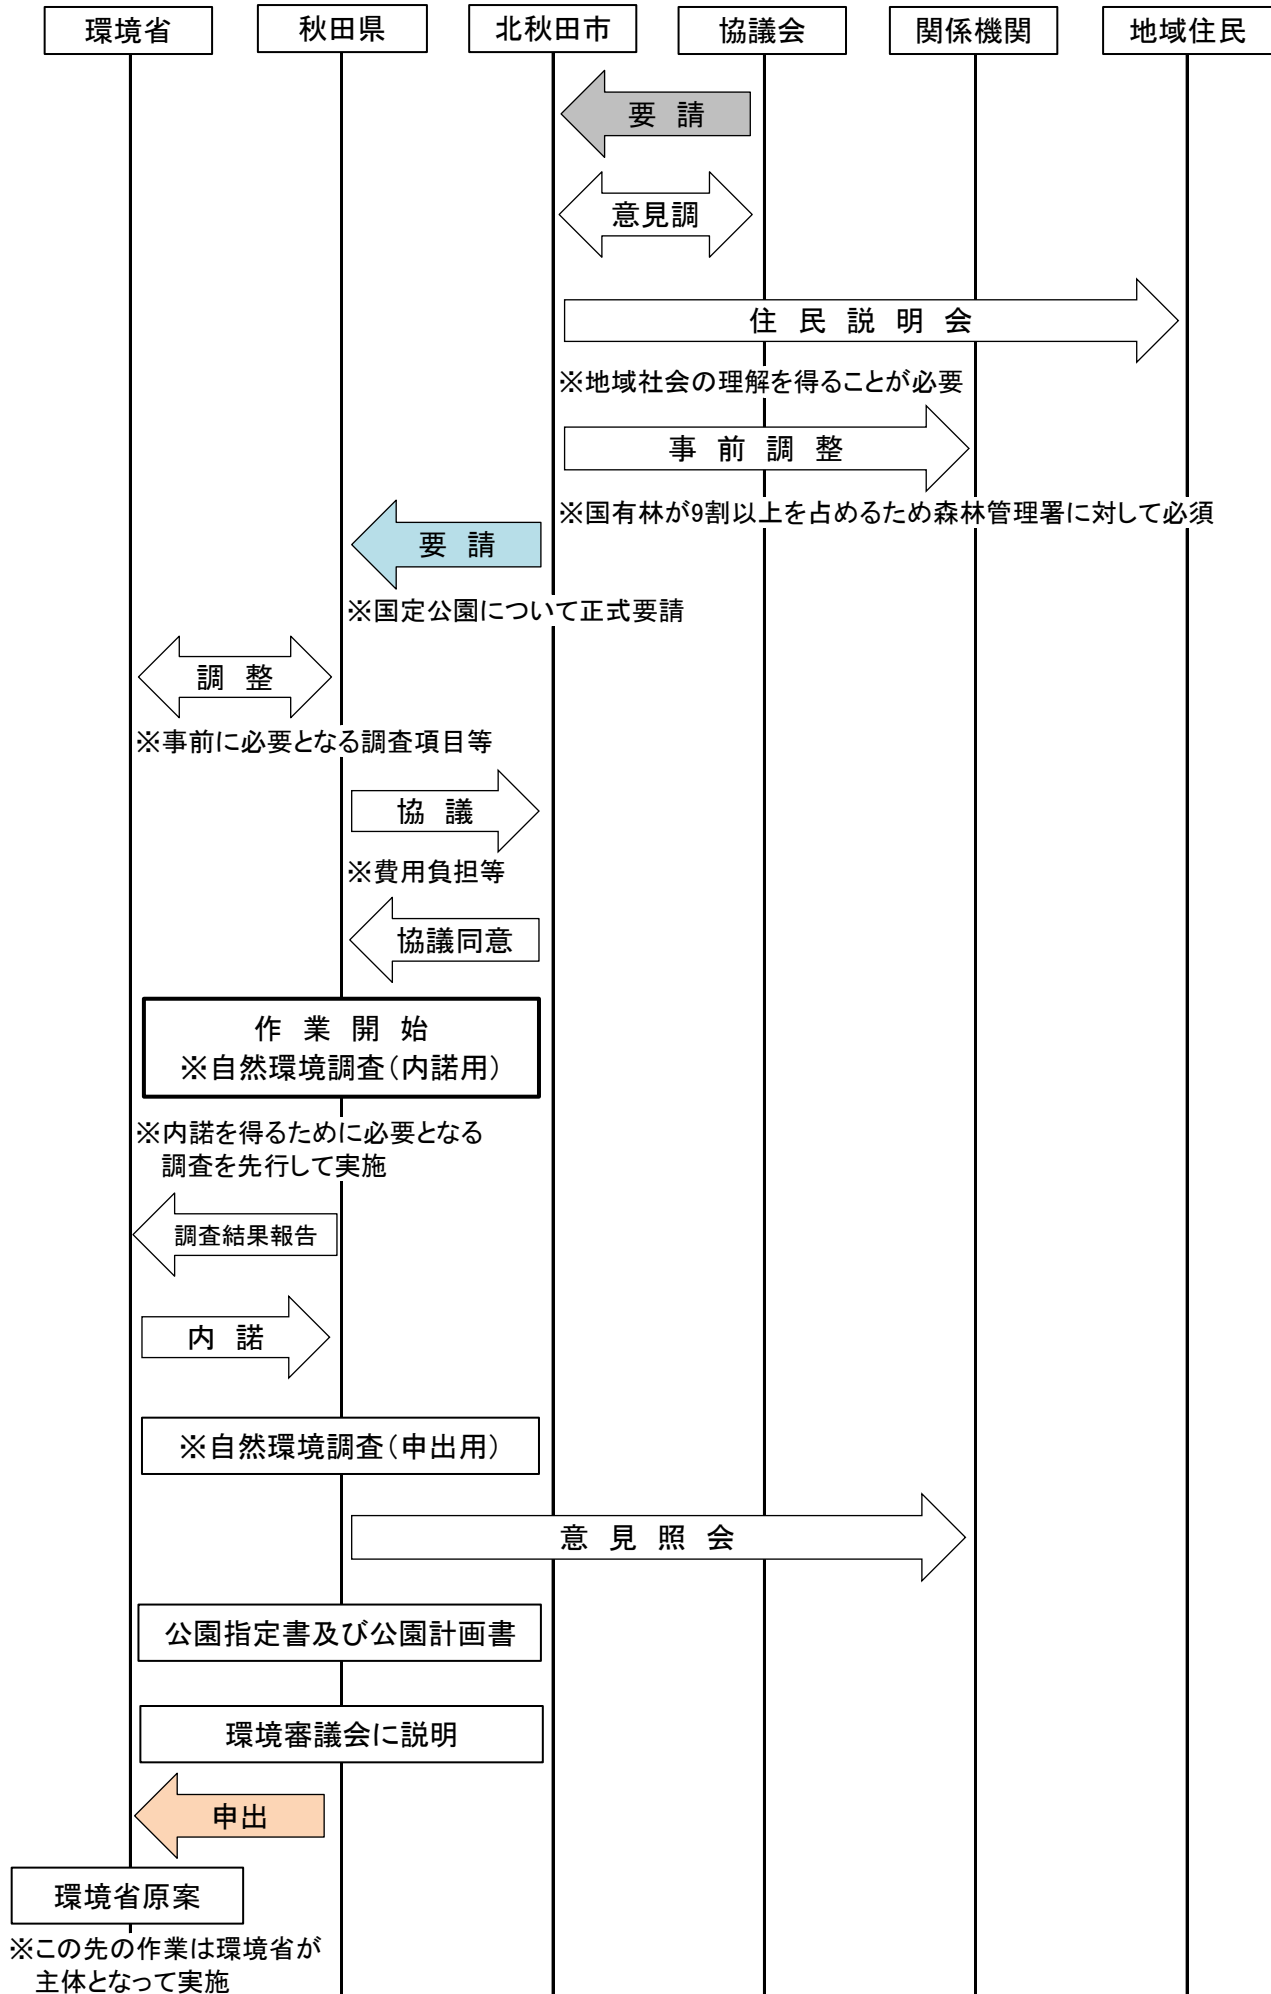 環境省
秋田県
北秋田市
協議会
関係機関
地域住民
要 請
意見調
住 民 説 明 会
※地域社会の理解を得ることが必要
事 前 調 整
※国有林が9割以上を占めるため森林管理署に対して必須
要 請
※国定公園について正式要請
調 整
※事前に必要となる調査項目等
協 議
※費用負担等
協議同意
作 業 開 始
※自然環境調査(内諾用)
※内諾を得るために必要となる
調査を先行して実施
調査結果報告
内 諾
※自然環境調査(申出用)
意 見 照 会
公園指定書及び公園計画書
環境審議会に説明
申出
環境省原案
※この先の作業は環境省が
主体となって実施